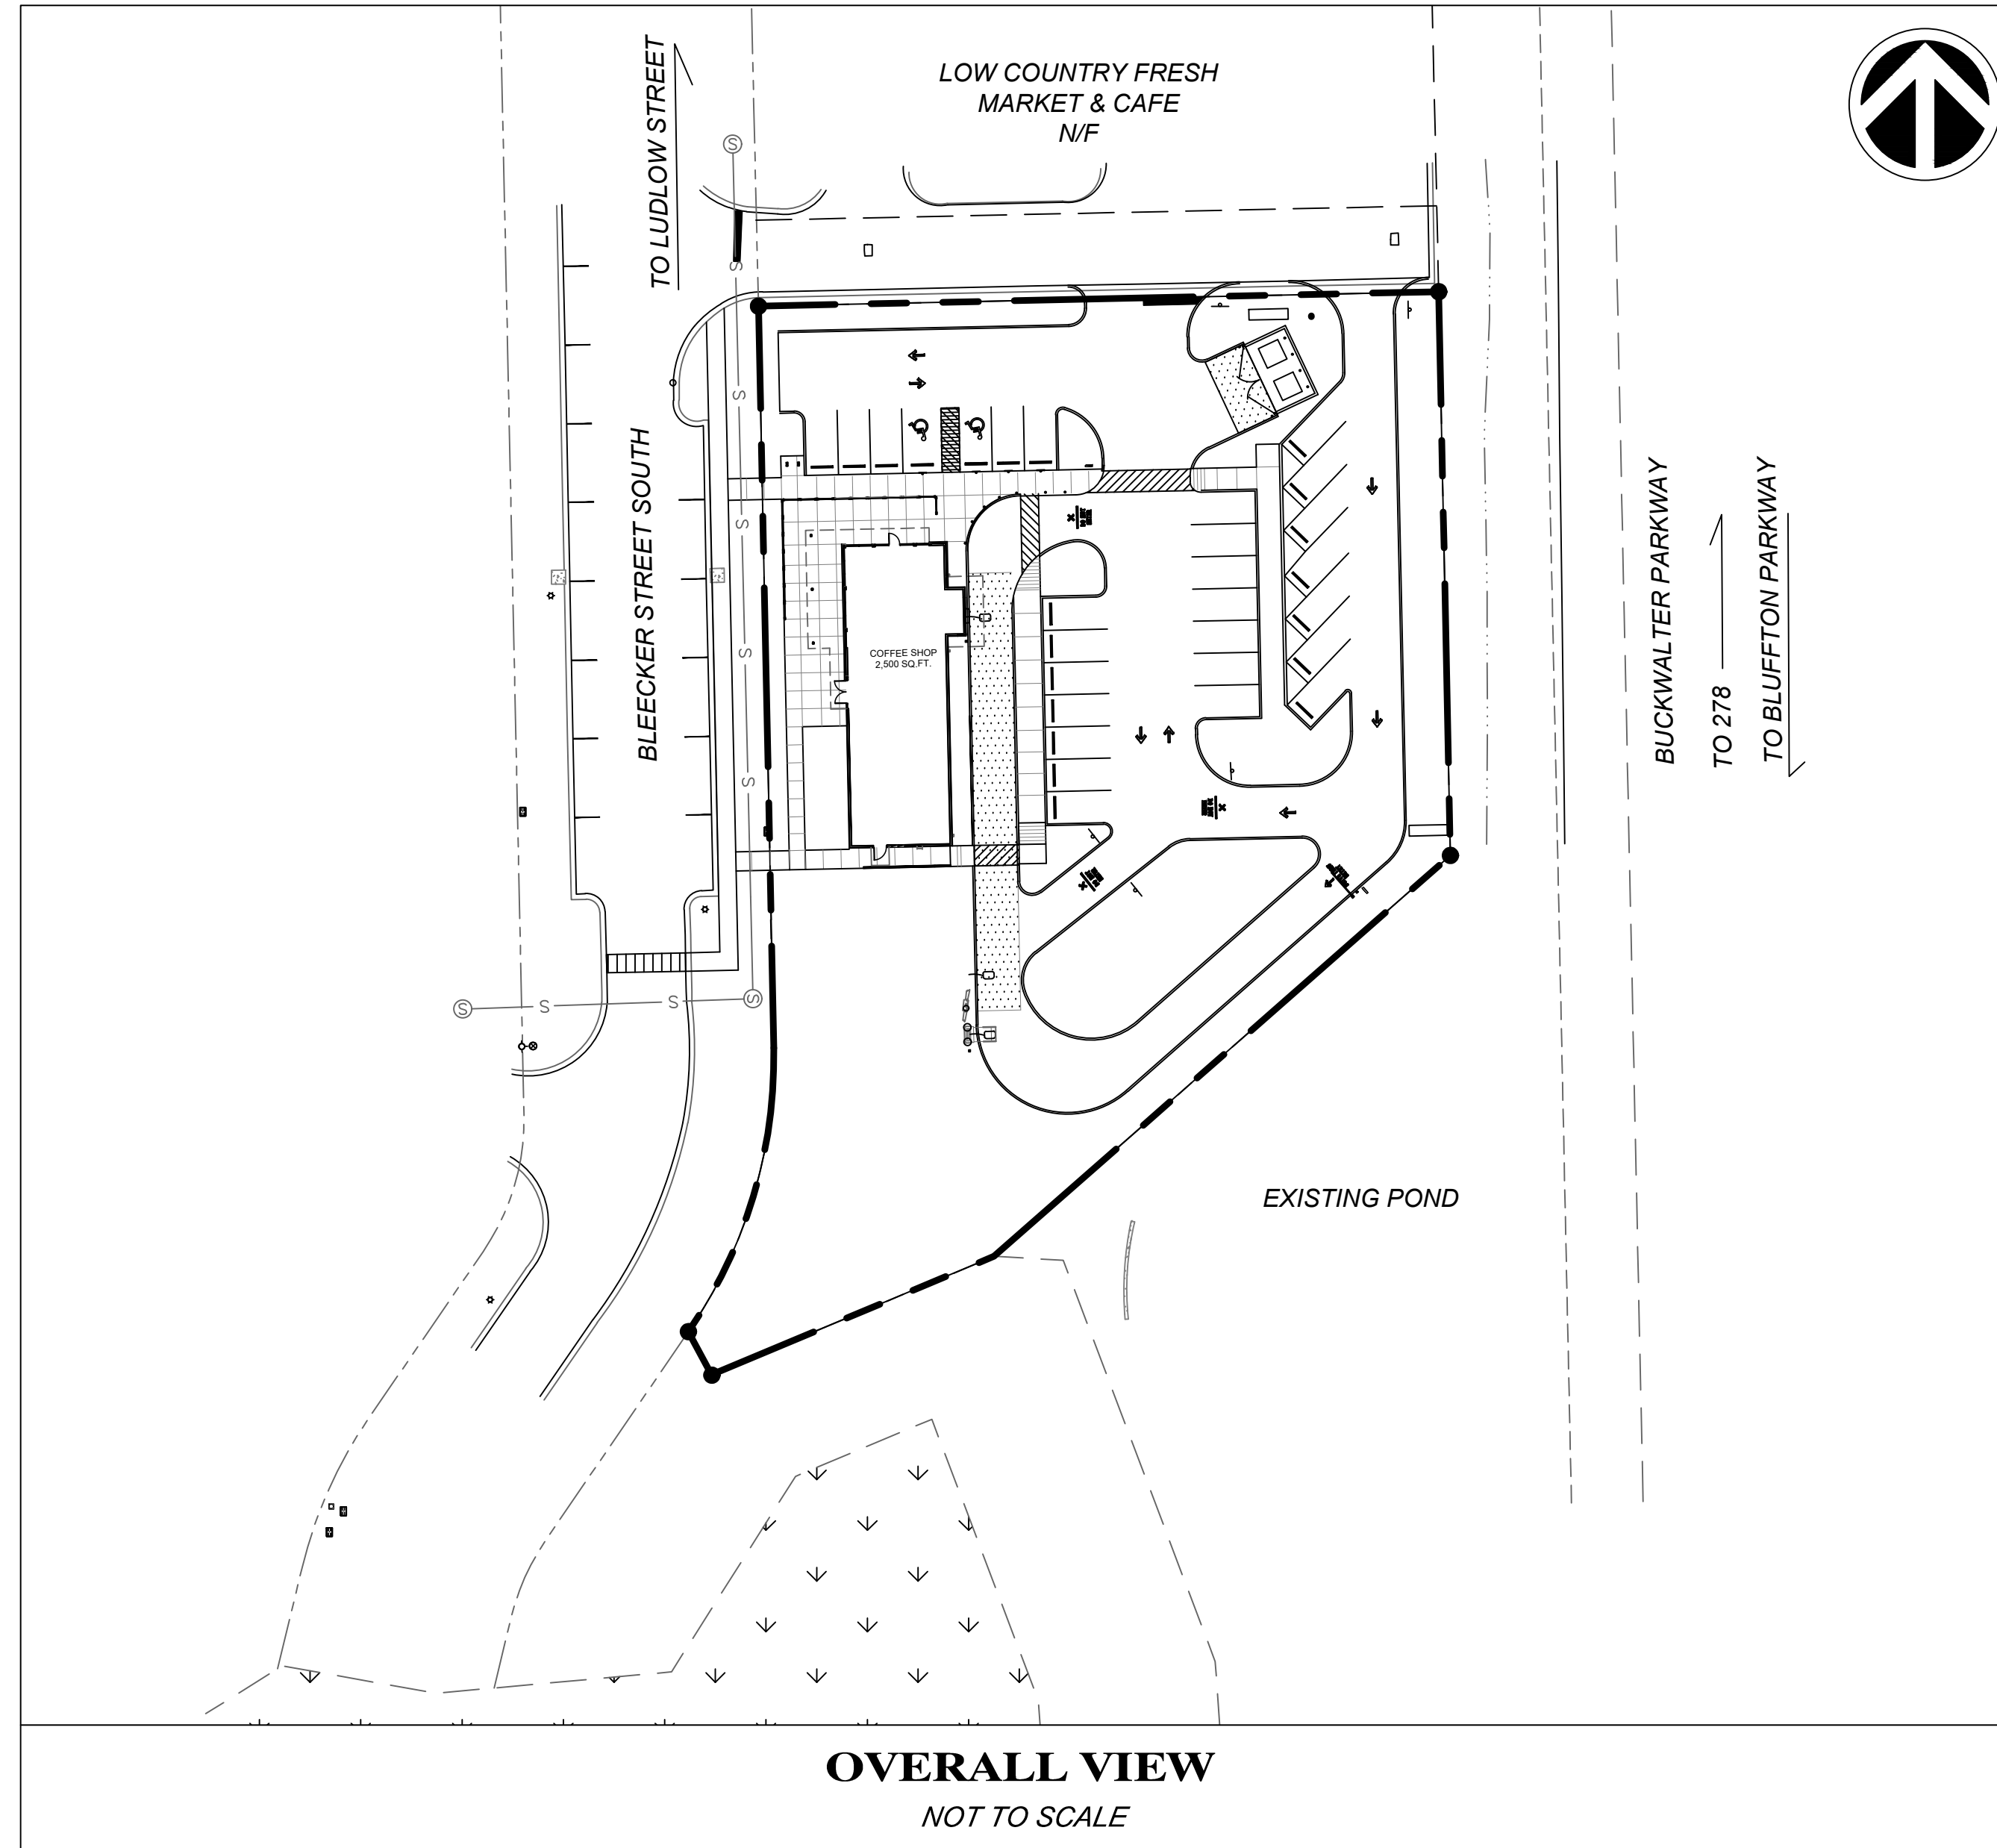 LOW COUNTRY FRESH
MARKET & CAFE
N/F
TO LUDLOW STREET
S
S
S
BLEECKER STREET SOUTH
S
S
COFFEE SHOP
2,500 SQ.FT.
S
BUCKWALTER PARKWAY
TO 278
TO BLUFFTON PARKWAY
S
S
S
S
EXISTING POND
OVERALL VIEW
NOT TO SCALE